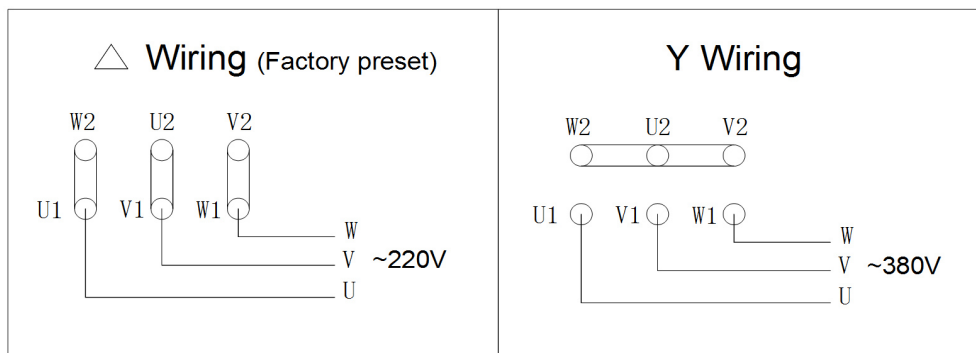 △ Wiring (Factory preset)
W2 U2 V2
U1 V1 W1
W
V ~220V
U
Y Wiring
W2 U2 V2
U1 V1 W1
W
V ~380V
U